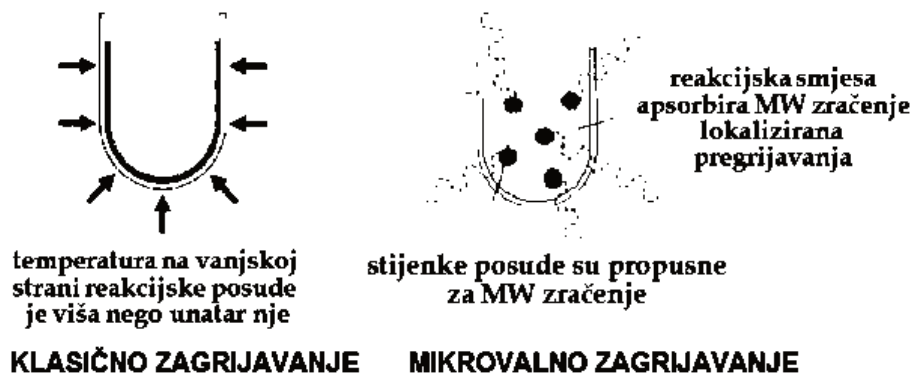 reakcijska smjesa
apsorbira MW zračenje
lokalizirana
pregrijavanja
temperatura na vanjskoj
strani reakcijske posude
je viša nego unatar nje
stijenke posude su propusne
za MW zračenje
KLASIČNO ZAGRIJAVANJE
MIKROVALNO ZAGRIJAVANJE